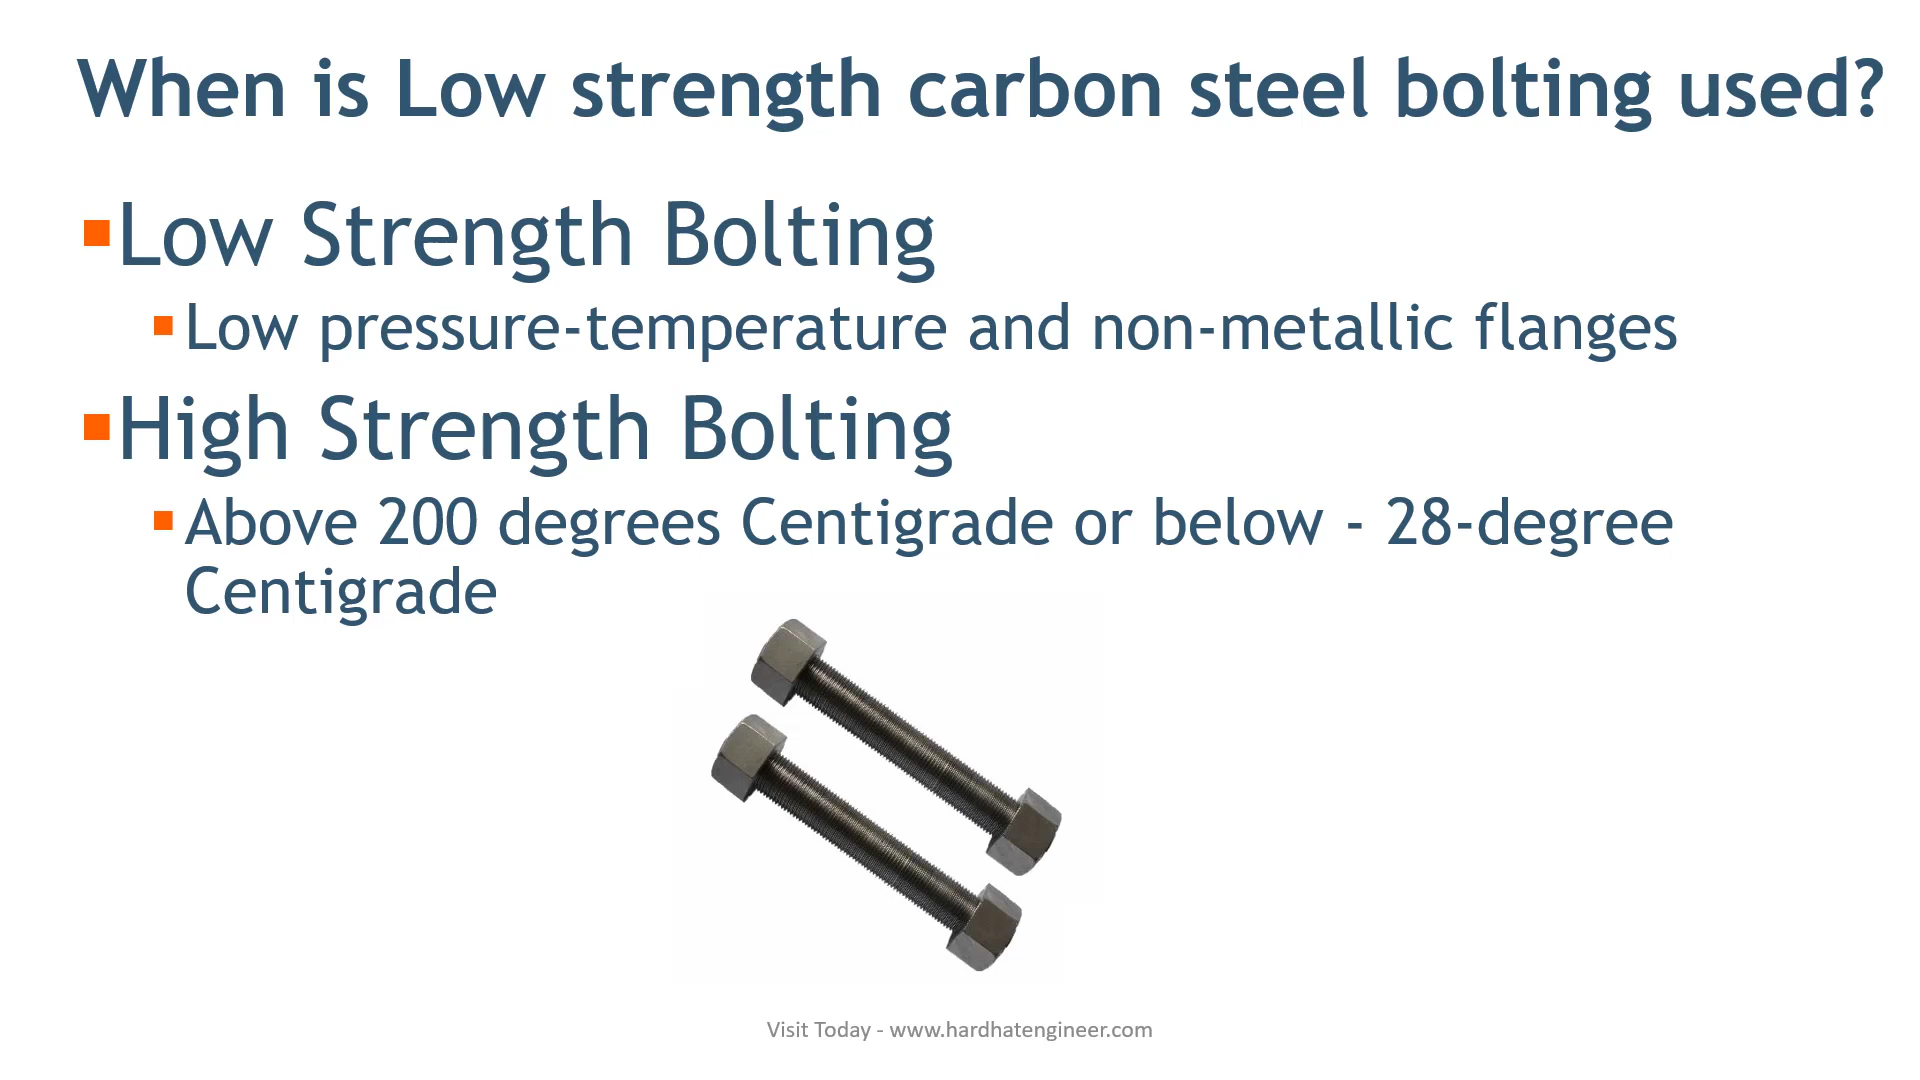 When is Low strength carbon steel bolting used?
Low Strength Bolting
Low pressure-temperature and non-metallic flanges
High Strength Bolting
Above 200 degrees Centigrade or below - 28-degree
Centigrade
Visit Today - www.hardhatengineer.com